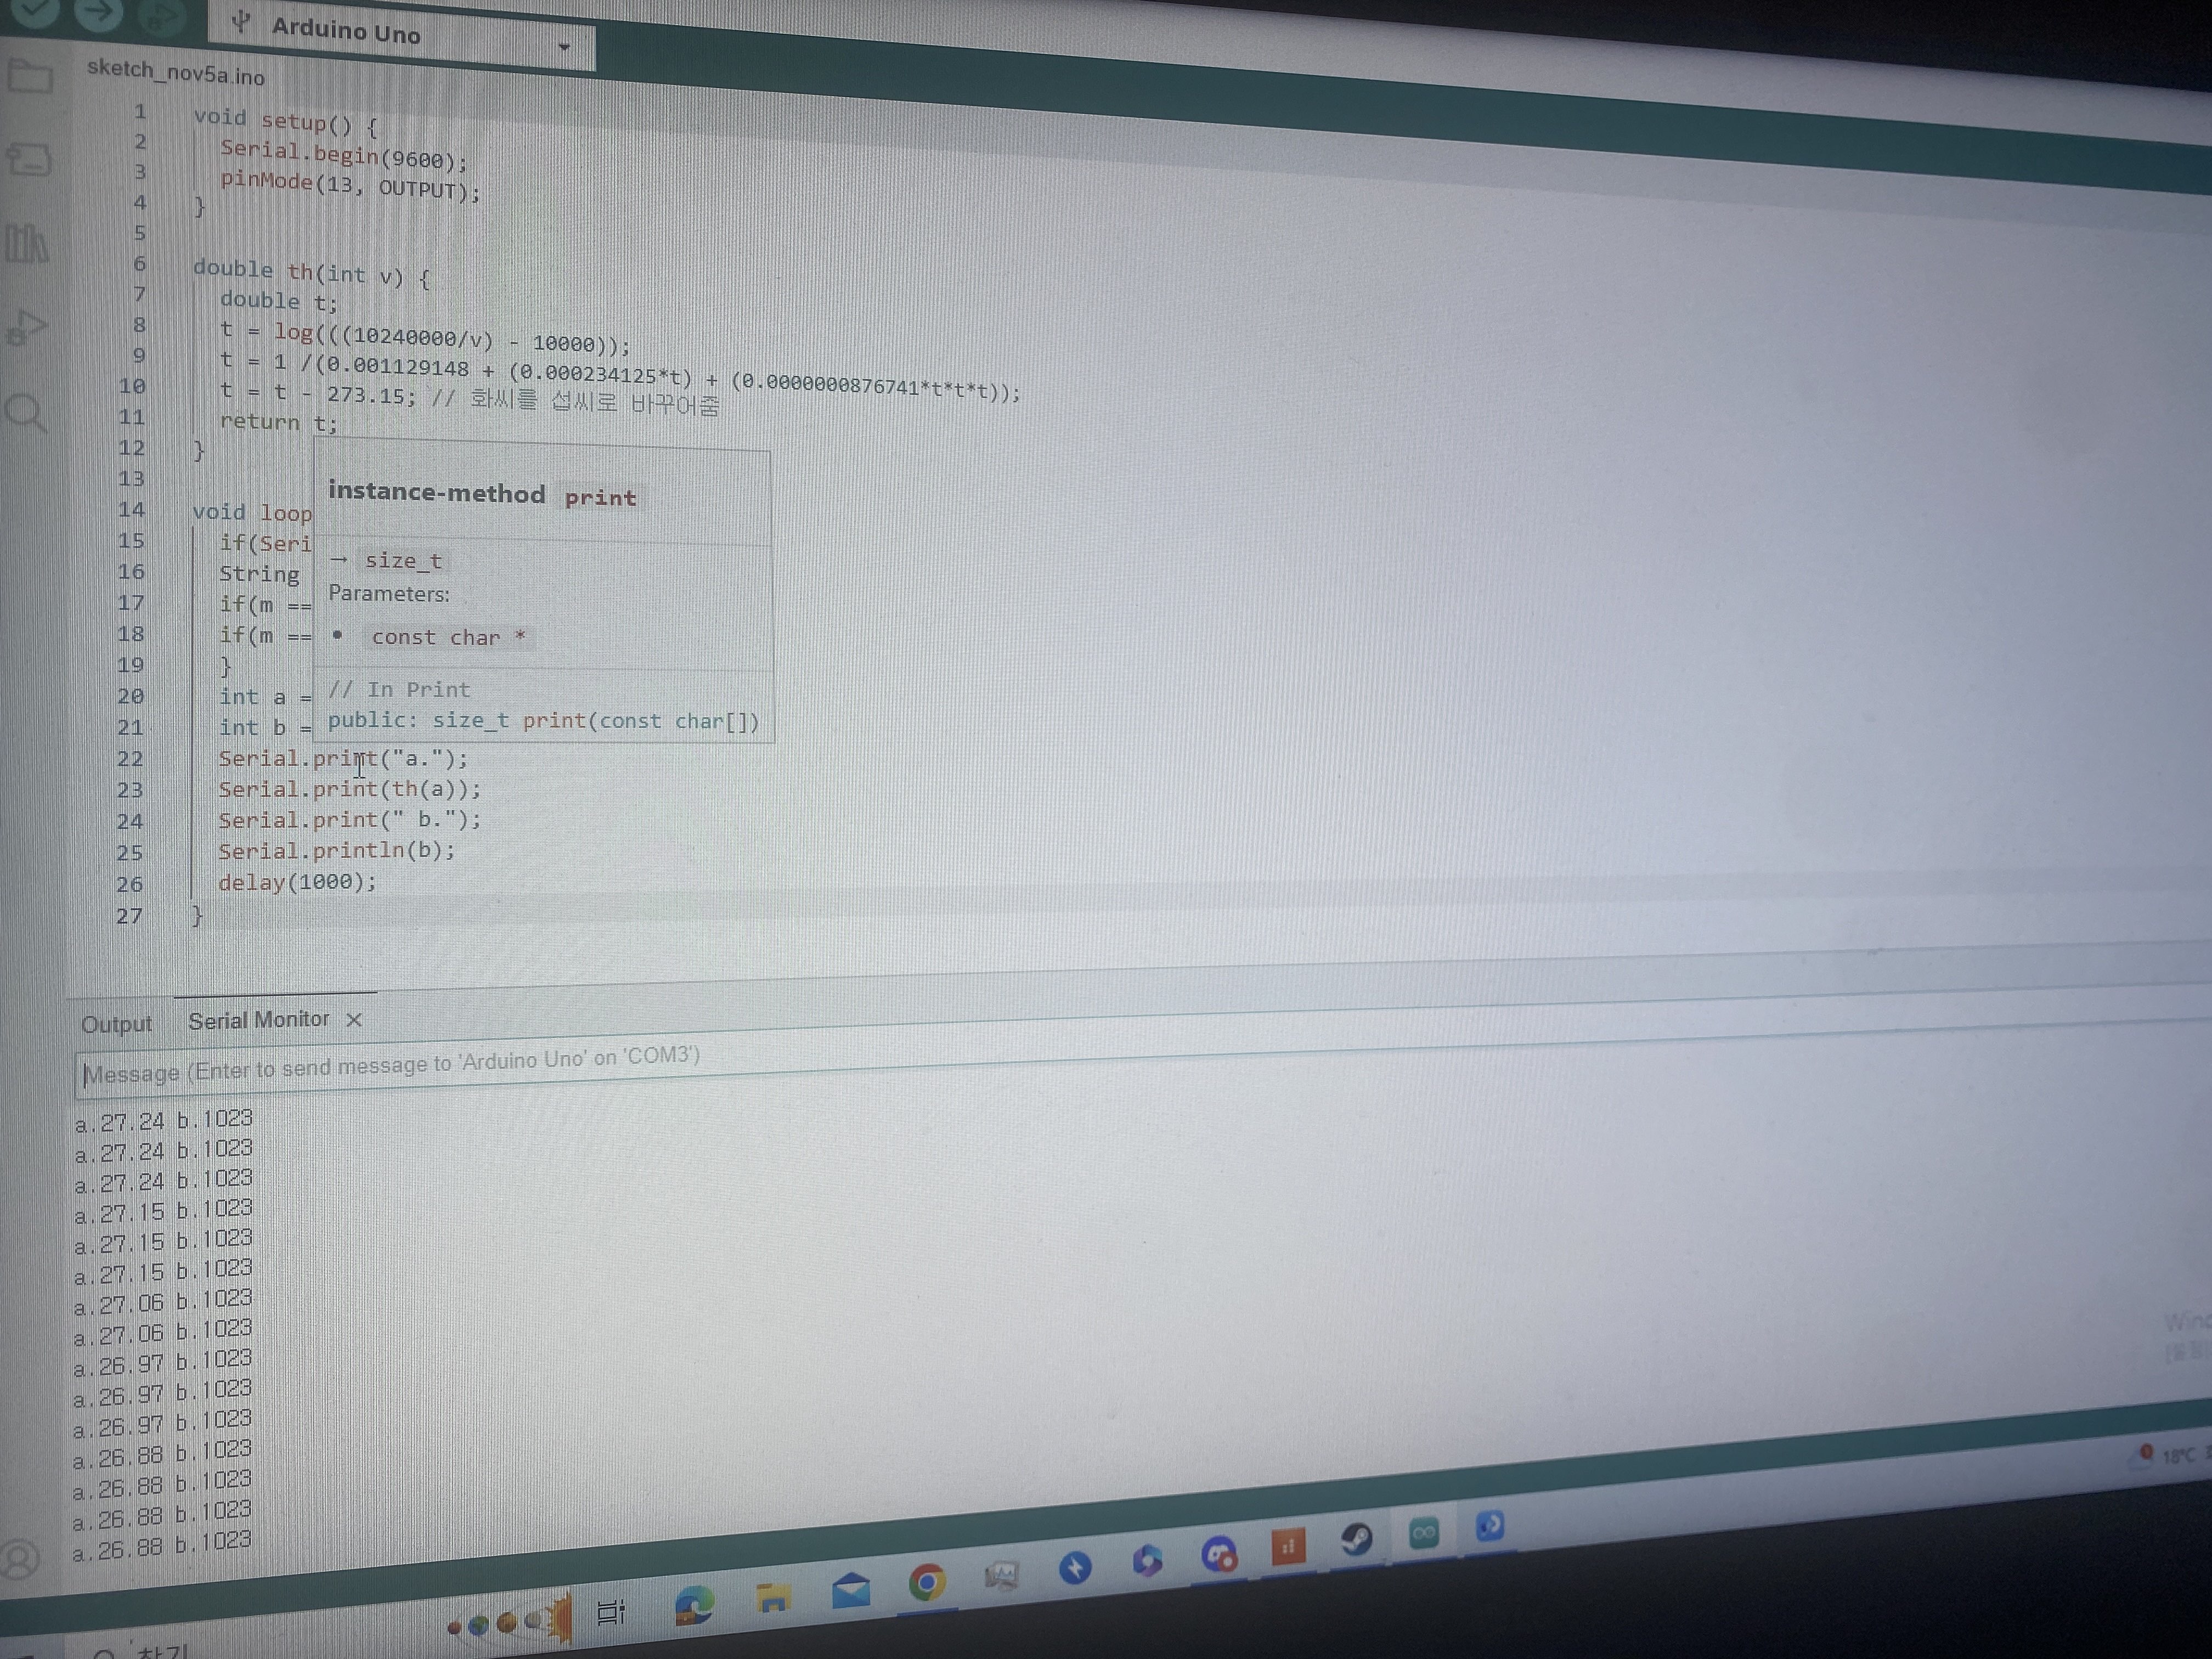 Arduino Uno
sketch_nov5a.ino
1 void setup() {
2 Serial.begin(9600);
3 pinMode(13, OUTPUT);
4 }
5
6 double th(int v) {
7 double t;
8 t = log(((10240000/v) - 10000));
9 t = 1 /(0.001129148 + (0.000234125*t) + (0.0000000876741*t*t*t));
10 t = t - 273.15; // 화씨를 섭씨로 바꾸어줌
11 return t;
12 }
13
14 void loop
15 if(Seri
16 String
17 if(m ==
18 if(m ==
19 }
20 int a =
21 int b =
instance-method print
→ size_t
Parameters:
• const char *
// In Print
public: size_t print(const char[])
22 Serial.print("a.");
23 Serial.print(th(a));
24 Serial.print(" b.");
25 Serial.println(b);
26 delay(1000);
27 }
Output Serial Monitor ×
Message (Enter to send message to 'Arduino Uno' on 'COM3')
a.27.24 b.1023
a.27.24 b.1023
a.27.24 b.1023
a.27.15 b.1023
a.27.15 b.1023
a.27.15 b.1023
a.27.06 b.1023
a.27.06 b.1023
a.26.97 b.1023
a.26.97 b.1023
a.26.97 b.1023
a.26.88 b.1023
a.26.88 b.1023
a.26.88 b.1023
a.26.88 b.1023
Wind
18°C
찾기